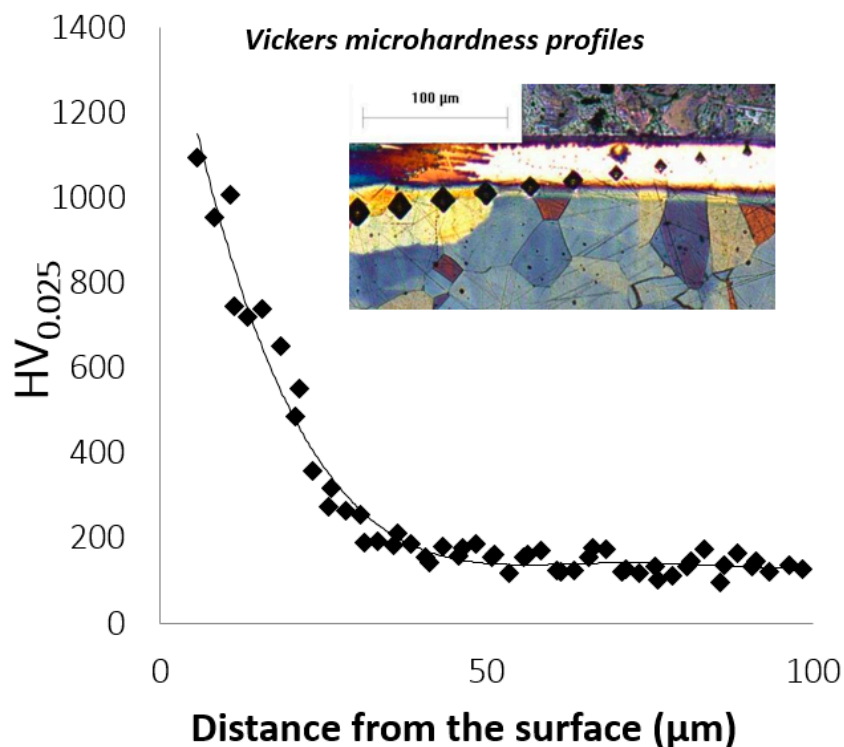 Vickers microhardness profiles
1400
1200
1000
800
600
400
200
0
HV0.025
100 µm
0 50 100
Distance from the surface (µm)